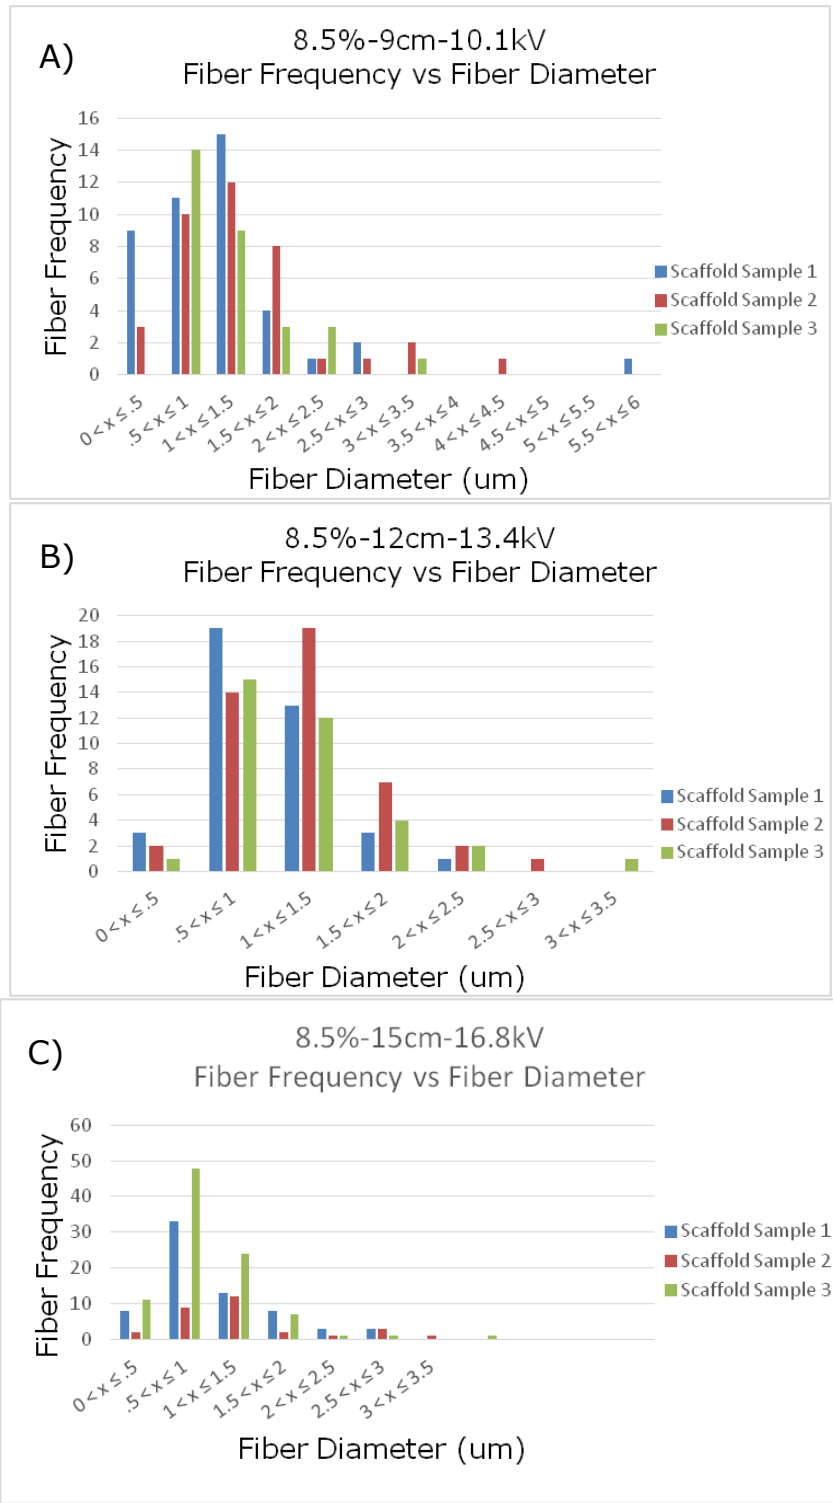 A)
8.5%-9cm-10.1kV
Fiber Frequency vs Fiber Diameter
Fiber Frequency
16
14
12
10
8
6
4
2
0
0 < x ≤ .5
.5 < x ≤ 1
1 < x ≤ 1.5
1.5 < x ≤ 2
2 < x ≤ 2.5
2.5 < x ≤ 3
3 < x ≤ 3.5
3.5 < x ≤ 4
4 < x ≤ 4.5
4.5 < x ≤ 5
5 < x ≤ 5.5
5.5 < x ≤ 6
Fiber Diameter (um)
Scaffold Sample 1
Scaffold Sample 2
Scaffold Sample 3
B)
8.5%-12cm-13.4kV
Fiber Frequency vs Fiber Diameter
Fiber Frequency
20
18
16
14
12
10
8
6
4
2
0
0 < x ≤ .5
.5 < x ≤ 1
1 < x ≤ 1.5
1.5 < x ≤ 2
2 < x ≤ 2.5
2.5 < x ≤ 3
3 < x ≤ 3.5
Fiber Diameter (um)
Scaffold Sample 1
Scaffold Sample 2
Scaffold Sample 3
C)
8.5%-15cm-16.8kV
Fiber Frequency vs Fiber Diameter
Fiber Frequency
60
50
40
30
20
10
0
0 < x ≤ .5
.5 < x ≤ 1
1 < x ≤ 1.5
1.5 < x ≤ 2
2 < x ≤ 2.5
2.5 < x ≤ 3
3 < x ≤ 3.5
Fiber Diameter (um)
Scaffold Sample 1
Scaffold Sample 2
Scaffold Sample 3